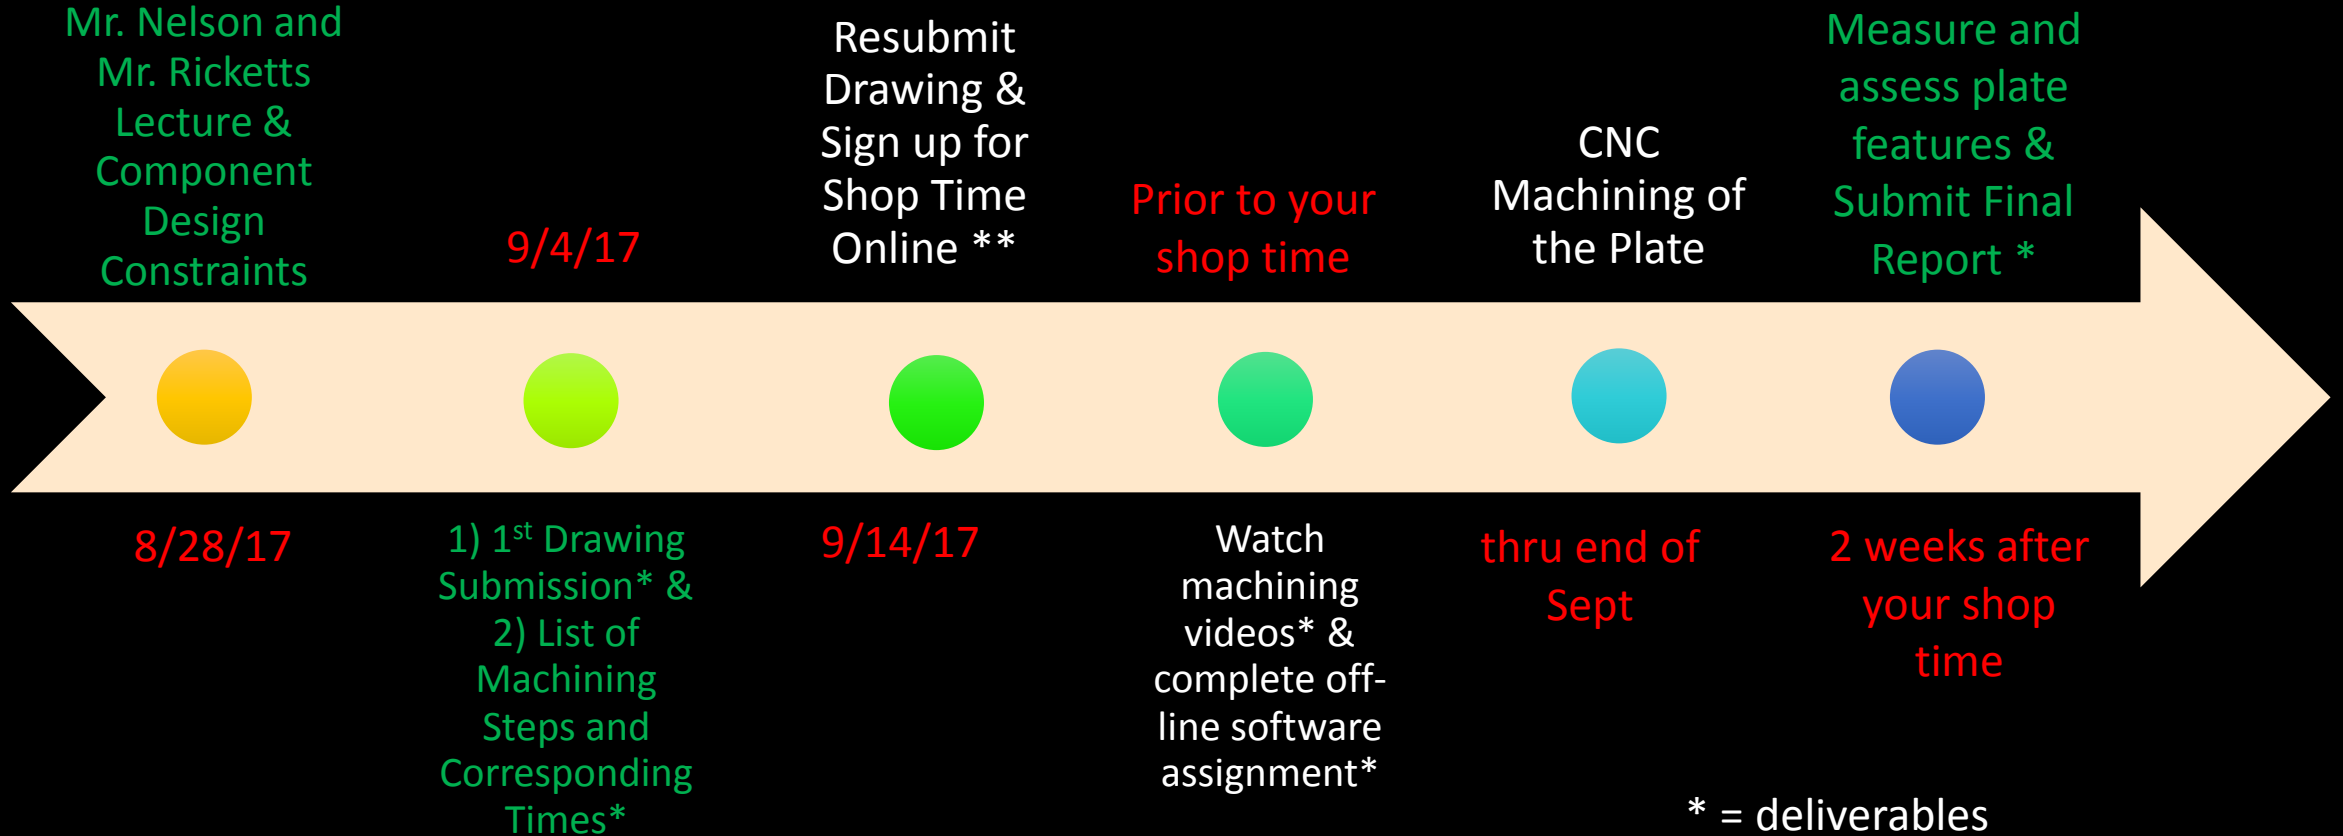 Mr. Nelson and
Mr. Ricketts
Lecture &
Component
Design
Constraints
8/28/17
9/4/17
1) 1st Drawing
Submission* &
2) List of
Machining
Steps and
Corresponding
Times*
Resubmit
Drawing &
Sign up for
Shop Time
Online **
9/14/17
Prior to your
shop time
Watch
machining
videos* &
complete off-
line software
assignment*
CNC
Machining of
the Plate
thru end of
Sept
Measure and
assess plate
features &
Submit Final
Report *
2 weeks after
your shop
time
* = deliverables